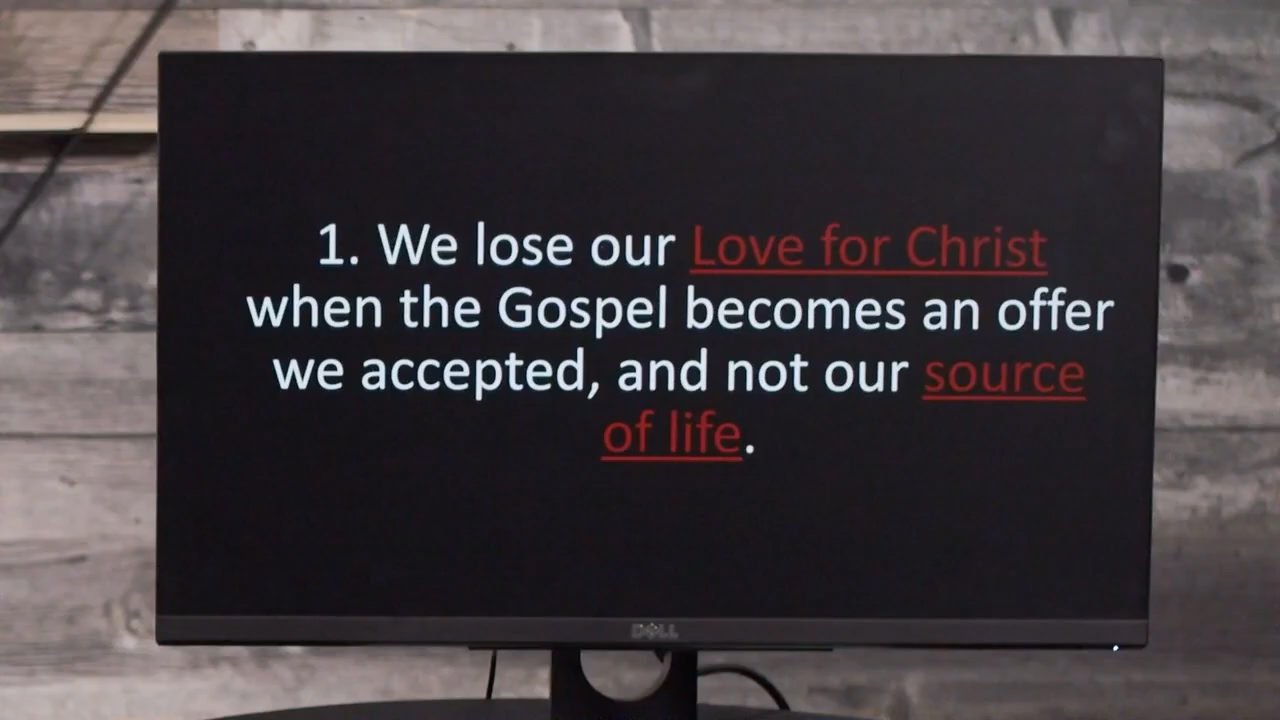 1. We lose our Love for Christ
when the Gospel becomes an offer
we accepted, and not our source
of life.
DELL